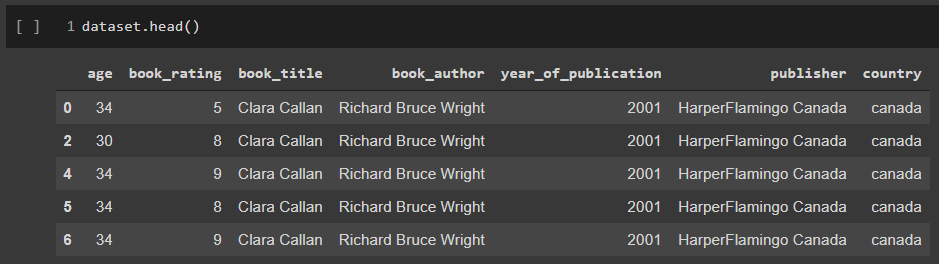 [ ] 1 dataset.head()
age book_rating book_title book_author year_of_publication publisher country
0 34 5 Clara Callan Richard Bruce Wright 2001 HarperFlamingo Canada canada
2 30 8 Clara Callan Richard Bruce Wright 2001 HarperFlamingo Canada canada
4 34 9 Clara Callan Richard Bruce Wright 2001 HarperFlamingo Canada canada
5 34 8 Clara Callan Richard Bruce Wright 2001 HarperFlamingo Canada canada
6 34 9 Clara Callan Richard Bruce Wright 2001 HarperFlamingo Canada canada